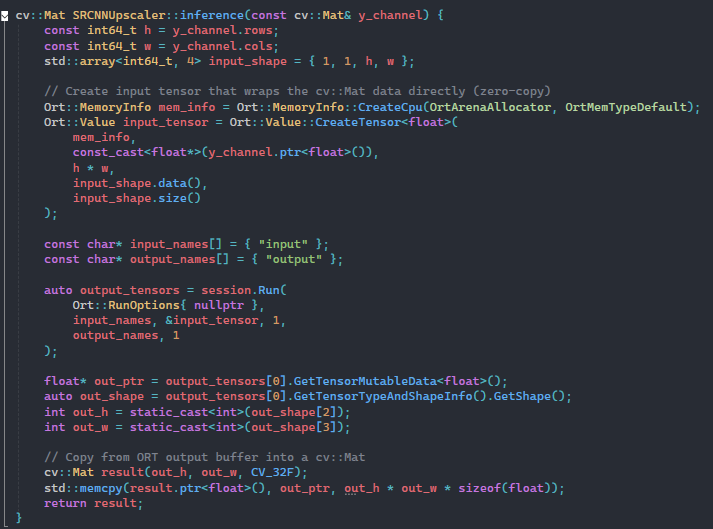 cv::Mat SRCNNUpscaler::inference(const cv::Mat& y_channel) {
    const int64_t h = y_channel.rows;
    const int64_t w = y_channel.cols;
    std::array<int64_t, 4> input_shape = { 1, 1, h, w };

    // Create input tensor that wraps the cv::Mat data directly (zero-copy)
    Ort::MemoryInfo mem_info = Ort::MemoryInfo::CreateCpu(OrtArenaAllocator, OrtMemTypeDefault);
    Ort::Value input_tensor = Ort::Value::CreateTensor<float>(
        mem_info,
        const_cast<float*>(y_channel.ptr<float>()),
        h * w,
        input_shape.data(),
        input_shape.size()
    );

    const char* input_names[] = { "input" };
    const char* output_names[] = { "output" };

    auto output_tensors = session.Run(
        Ort::RunOptions{ nullptr },
        input_names, &input_tensor, 1,
        output_names, 1
    );

    float* out_ptr = output_tensors[0].GetTensorMutableData<float>();
    auto out_shape = output_tensors[0].GetTensorTypeAndShapeInfo().GetShape();
    int out_h = static_cast<int>(out_shape[2]);
    int out_w = static_cast<int>(out_shape[3]);

    // Copy from ORT output buffer into a cv::Mat
    cv::Mat result(out_h, out_w, CV_32F);
    std::memcpy(result.ptr<float>(), out_ptr, out_h * out_w * sizeof(float));
    return result;
}